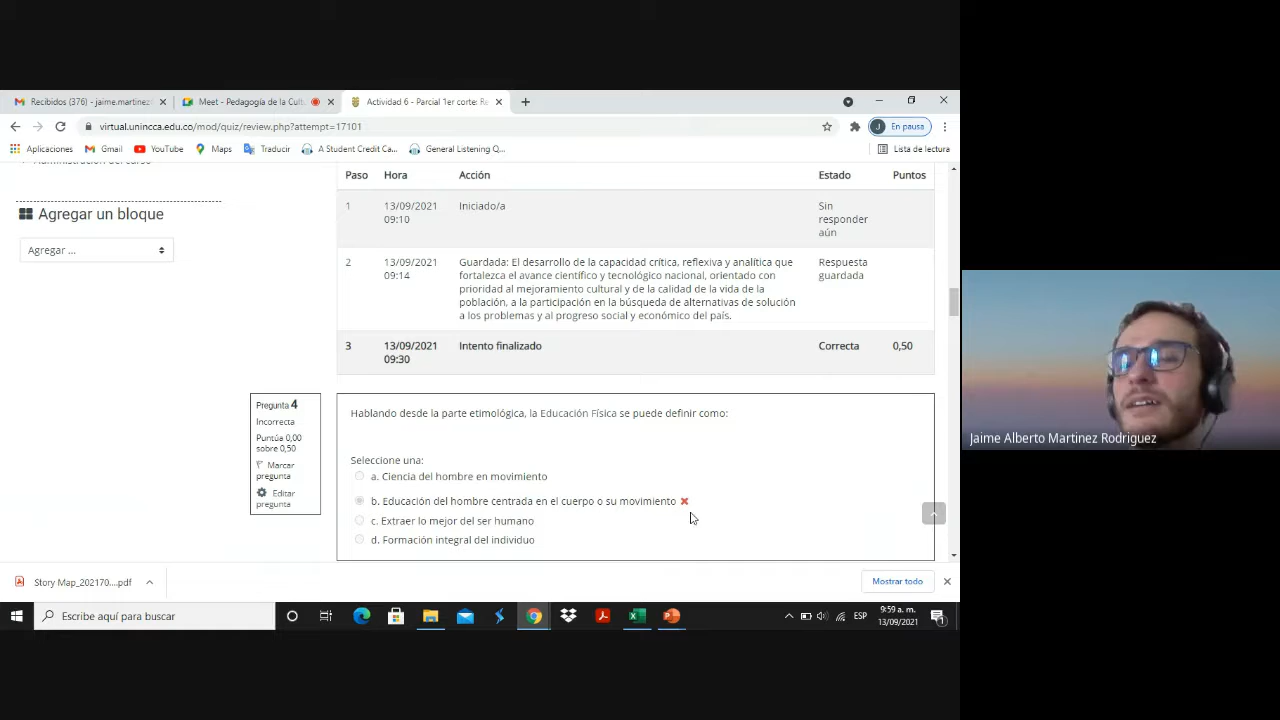 Recibidos (376) - jaime.martinez
Meet - Pedagogía de la Cultu
Actividad 6 - Parcial 1er corte: Re
virtual.unincca.edu.co/mod/quiz/review.php?attempt=17101
J En pausa
Aplicaciones Gmail YouTube Maps Traducir A Student Credit Ca... General Listening Q... Lista de lectura
Administración del curso
Agregar un bloque
Agregar ...
Paso Hora Acción Estado Puntos
1 13/09/2021 09:10 Iniciado/a Sin responder aún
2 13/09/2021 09:14 Guardada: El desarrollo de la capacidad crítica, reflexiva y analítica que Respuesta guardada
fortalezca el avance científico y tecnológico nacional, orientado con
prioridad al mejoramiento cultural y de la calidad de la vida de la
población, a la participación en la búsqueda de alternativas de solución
a los problemas y al progreso social y económico del país.
3 13/09/2021 09:30 Intento finalizado Correcta 0,50
Pregunta 4
Incorrecta
Puntúa 0,00
sobre 0,50
Marcar
pregunta
Editar
pregunta
Hablando desde la parte etimológica, la Educación Física se puede definir como:
Seleccione una:
a. Ciencia del hombre en movimiento
b. Educación del hombre centrada en el cuerpo o su movimiento
c. Extraer lo mejor del ser humano
d. Formación integral del individuo
Jaime Alberto Martinez Rodriguez
Story Map_202170....pdf
Mostrar todo
Escribe aquí para buscar
ESP
9:59 a. m.
13/09/2021
1